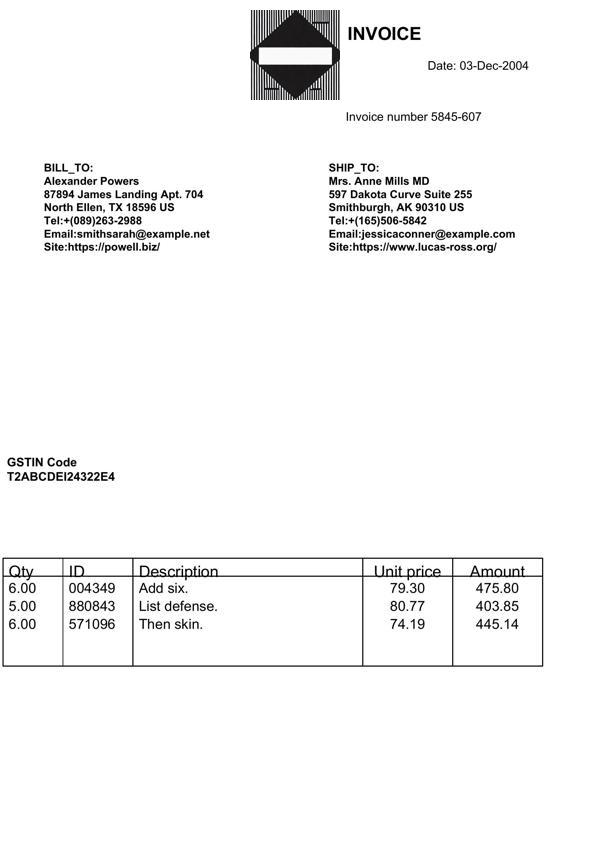 INVOICE
Date: 03-Dec-2004
Invoice number 5845-607
BILL_TO:
Alexander Powers
87894 James Landing Apt. 704
North Ellen, TX 18596 US
Tel:+(089)263-2988
Email:smithsarah@example.net
Site:https://powell.biz/
SHIP_TO:
Mrs. Anne Mills MD
597 Dakota Curve Suite 255
Smithburgh, AK 90310 US
Tel:+(165)506-5842
Email:jessicaconner@example.com
Site:https://www.lucas-ross.org/
GSTIN Code
T2ABCDEI24322E4
Qty ID Description Unit price Amount
6.00 004349 Add six. 79.30 475.80
5.00 880843 List defense. 80.77 403.85
6.00 571096 Then skin. 74.19 445.14